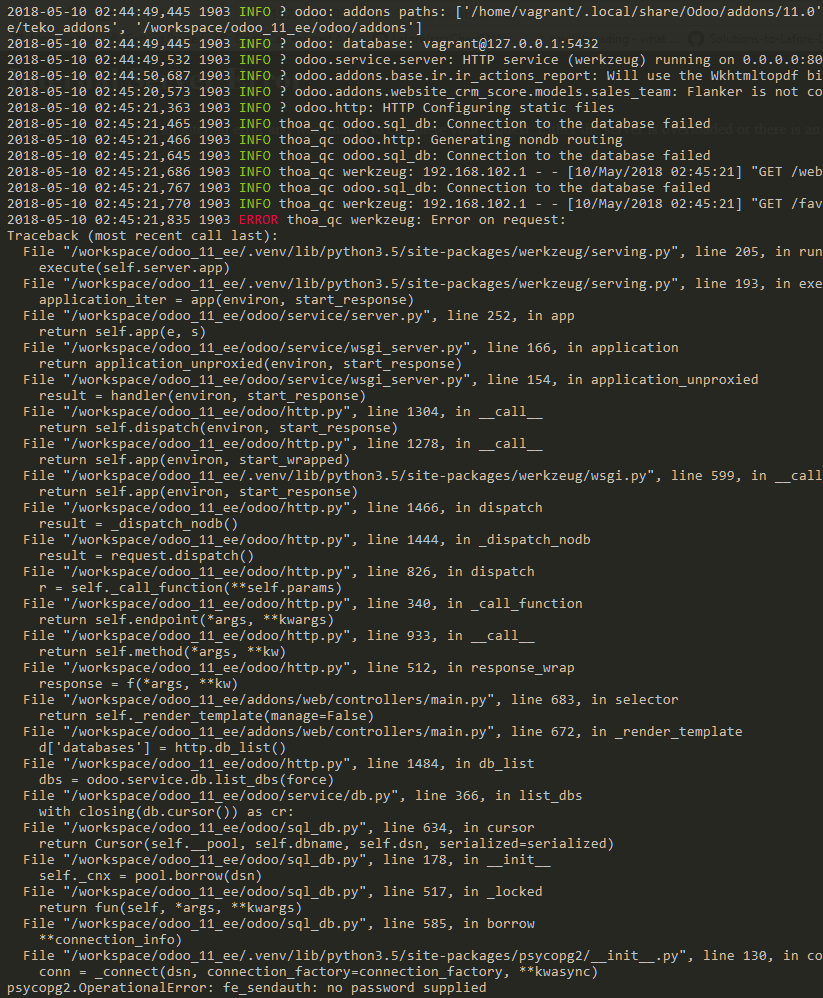 2018-05-10 02:44:49,445 1903 INFO ? odoo: addons paths: ['/home/vagrant/.local/share/Odoo/addons/11.0'
e/teko_addons', '/workspace/odoo_11_ee/odoo/addons']
2018-05-10 02:44:49,445 1903 INFO ? odoo: database: vagrant@127.0.0.1:5432
2018-05-10 02:44:49,532 1903 INFO ? odoo.service.server: HTTP service (werkzeug) running on 0.0.0.0:80
2018-05-10 02:44:50,687 1903 INFO ? odoo.addons.base.ir.ir_actions_report: Will use the Wkhtmltopdf bi
2018-05-10 02:45:20,573 1903 INFO ? odoo.addons.website_crm_score.models.sales_team: Flanker is not co
2018-05-10 02:45:21,363 1903 INFO ? odoo.http: HTTP Configuring static files
2018-05-10 02:45:21,465 1903 INFO thoa_qc odoo.sql_db: Connection to the database failed
2018-05-10 02:45:21,466 1903 INFO thoa_qc odoo.http: Generating nondb routing
2018-05-10 02:45:21,645 1903 INFO thoa_qc odoo.sql_db: Connection to the database failed
2018-05-10 02:45:21,686 1903 INFO thoa_qc werkzeug: 192.168.102.1 - - [10/May/2018 02:45:21] "GET /web
2018-05-10 02:45:21,767 1903 INFO thoa_qc odoo.sql_db: Connection to the database failed
2018-05-10 02:45:21,770 1903 INFO thoa_qc werkzeug: 192.168.102.1 - - [10/May/2018 02:45:21] "GET /fav
2018-05-10 02:45:21,835 1903 ERROR thoa_qc werkzeug: Error on request:
Traceback (most recent call last):
  File "/workspace/odoo_11_ee/.venv/lib/python3.5/site-packages/werkzeug/serving.py", line 205, in run
    execute(self.server.app)
  File "/workspace/odoo_11_ee/.venv/lib/python3.5/site-packages/werkzeug/serving.py", line 193, in exe
    application_iter = app(environ, start_response)
  File "/workspace/odoo_11_ee/odoo/service/server.py", line 252, in app
    return self.app(e, s)
  File "/workspace/odoo_11_ee/odoo/service/wsgi_server.py", line 166, in application
    return application_unproxied(environ, start_response)
  File "/workspace/odoo_11_ee/odoo/service/wsgi_server.py", line 154, in application_unproxied
    result = handler(environ, start_response)
  File "/workspace/odoo_11_ee/odoo/http.py", line 1304, in __call__
    return self.dispatch(environ, start_response)
  File "/workspace/odoo_11_ee/odoo/http.py", line 1278, in __call__
    return self.app(environ, start_wrapped)
  File "/workspace/odoo_11_ee/.venv/lib/python3.5/site-packages/werkzeug/wsgi.py", line 599, in __call
    return self.app(environ, start_response)
  File "/workspace/odoo_11_ee/odoo/http.py", line 1466, in dispatch
    result = _dispatch_nodb()
  File "/workspace/odoo_11_ee/odoo/http.py", line 1444, in _dispatch_nodb
    result = request.dispatch()
  File "/workspace/odoo_11_ee/odoo/http.py", line 826, in dispatch
    r = self._call_function(**self.params)
  File "/workspace/odoo_11_ee/odoo/http.py", line 340, in _call_function
    return self.endpoint(*args, **kwargs)
  File "/workspace/odoo_11_ee/odoo/http.py", line 933, in __call__
    return self.method(*args, **kw)
  File "/workspace/odoo_11_ee/odoo/http.py", line 512, in response_wrap
    response = f(*args, **kw)
  File "/workspace/odoo_11_ee/addons/web/controllers/main.py", line 683, in selector
    return self._render_template(manage=False)
  File "/workspace/odoo_11_ee/addons/web/controllers/main.py", line 672, in _render_template
    d['databases'] = http.db_list()
  File "/workspace/odoo_11_ee/odoo/http.py", line 1484, in db_list
    dbs = odoo.service.db.list_dbs(force)
  File "/workspace/odoo_11_ee/odoo/service/db.py", line 366, in list_dbs
    with closing(db.cursor()) as cr:
  File "/workspace/odoo_11_ee/odoo/sql_db.py", line 634, in cursor
    return Cursor(self.__pool, self.dbname, self.dsn, serialized=serialized)
  File "/workspace/odoo_11_ee/odoo/sql_db.py", line 178, in __init__
    self._cnx = pool.borrow(dsn)
  File "/workspace/odoo_11_ee/odoo/sql_db.py", line 517, in _locked
    return fun(self, *args, **kwargs)
  File "/workspace/odoo_11_ee/odoo/sql_db.py", line 585, in borrow
    **connection_info)
  File "/workspace/odoo_11_ee/.venv/lib/python3.5/site-packages/psycopg2/__init__.py", line 130, in co
    conn = _connect(dsn, connection_factory=connection_factory, **kwasync)
psycopg2.OperationalError: fe_sendauth: no password supplied